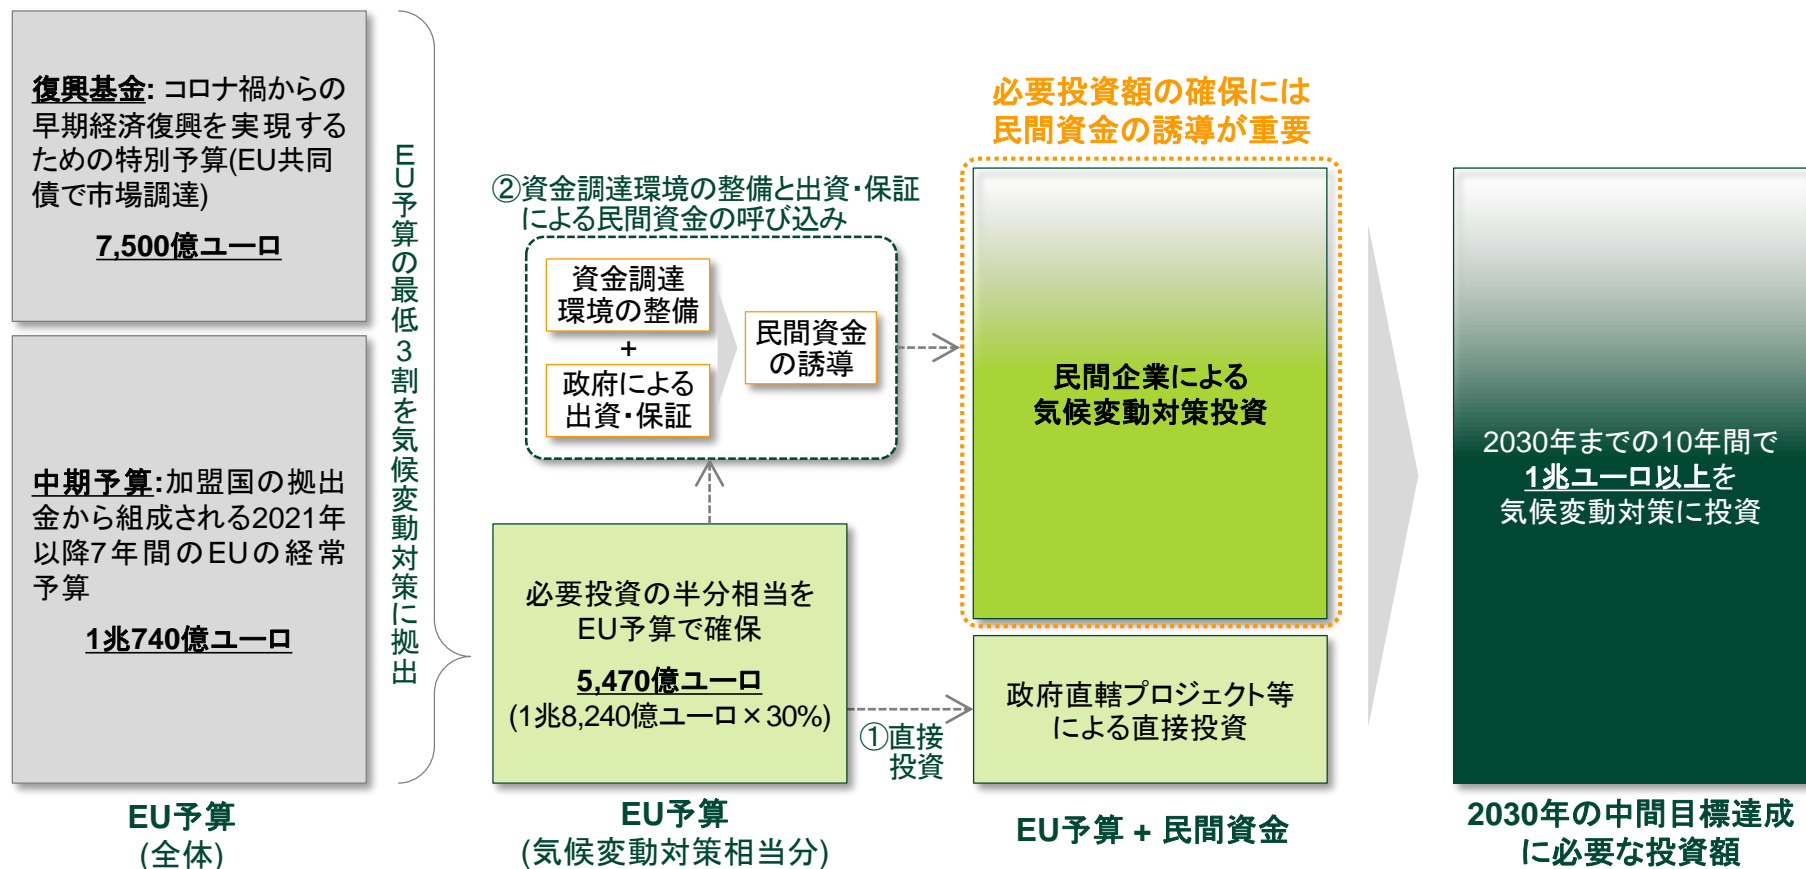 復興基金: コロナ禍からの
早期経済復興を実現する
ための特別予算(EU共同
債で市場調達)
7,500億ユーロ
中期予算:加盟国の拠出
金から組成される2021年
以降7年間のEUの経常
予算
1兆740億ユーロ
EU予算
(全体)
EU予算の最低3割を気候変動対策に拠出
②資金調達環境の整備と出資・保証
による民間資金の呼び込み
資金調達
環境の整備
+
政府による
出資・保証
民間資金
の誘導
必要投資の半分相当を
EU予算で確保
5,470億ユーロ
(1兆8,240億ユーロ×30%)
①直接
投資
EU予算
(気候変動対策相当分)
必要投資額の確保には
民間資金の誘導が重要
民間企業による
気候変動対策投資
政府直轄プロジェクト等
による直接投資
EU予算 + 民間資金
2030年までの10年間で
1兆ユーロ以上を
気候変動対策に投資
2030年の中間目標達成
に必要な投資額